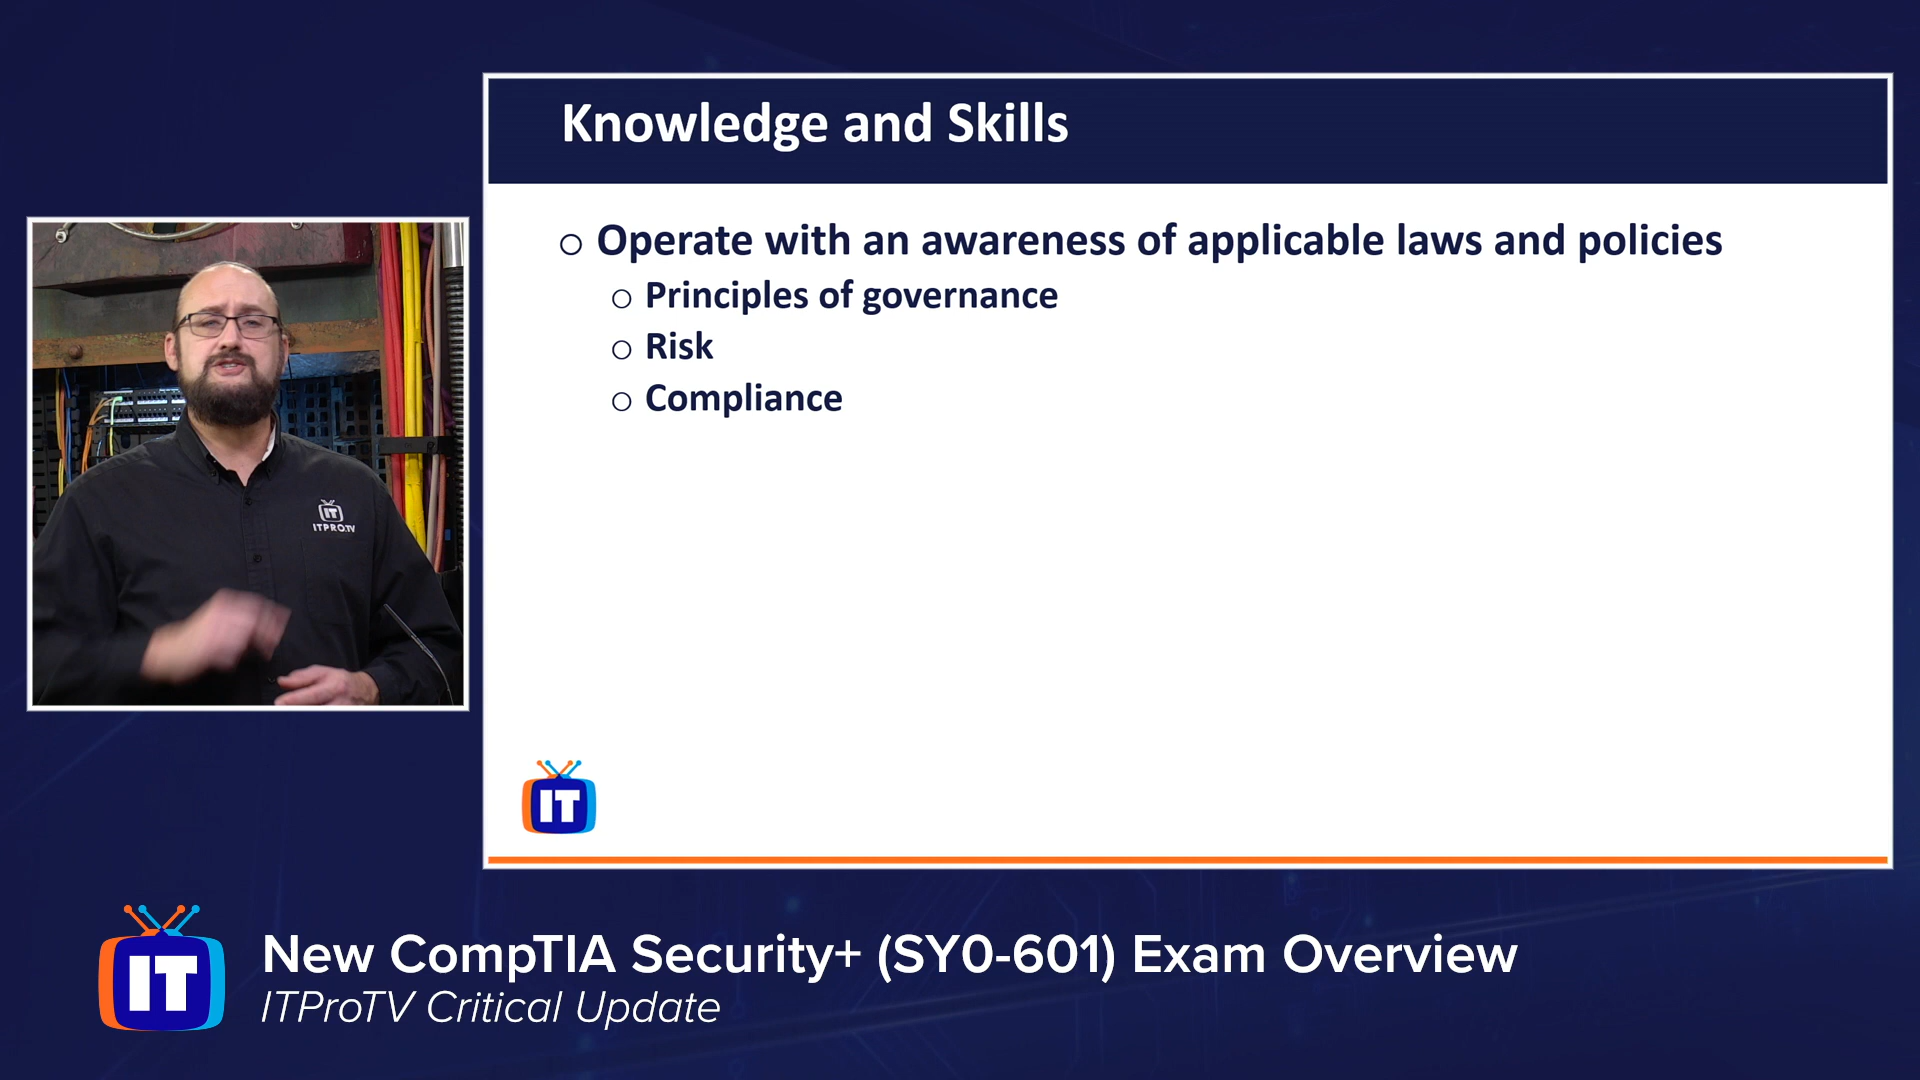 Knowledge and Skills
Operate with an awareness of applicable laws and policies
Principles of governance
Risk
Compliance
IT
ITPRO.TV
IT
IT
New CompTIA Security+ (SY0-601) Exam Overview
ITProTV Critical Update